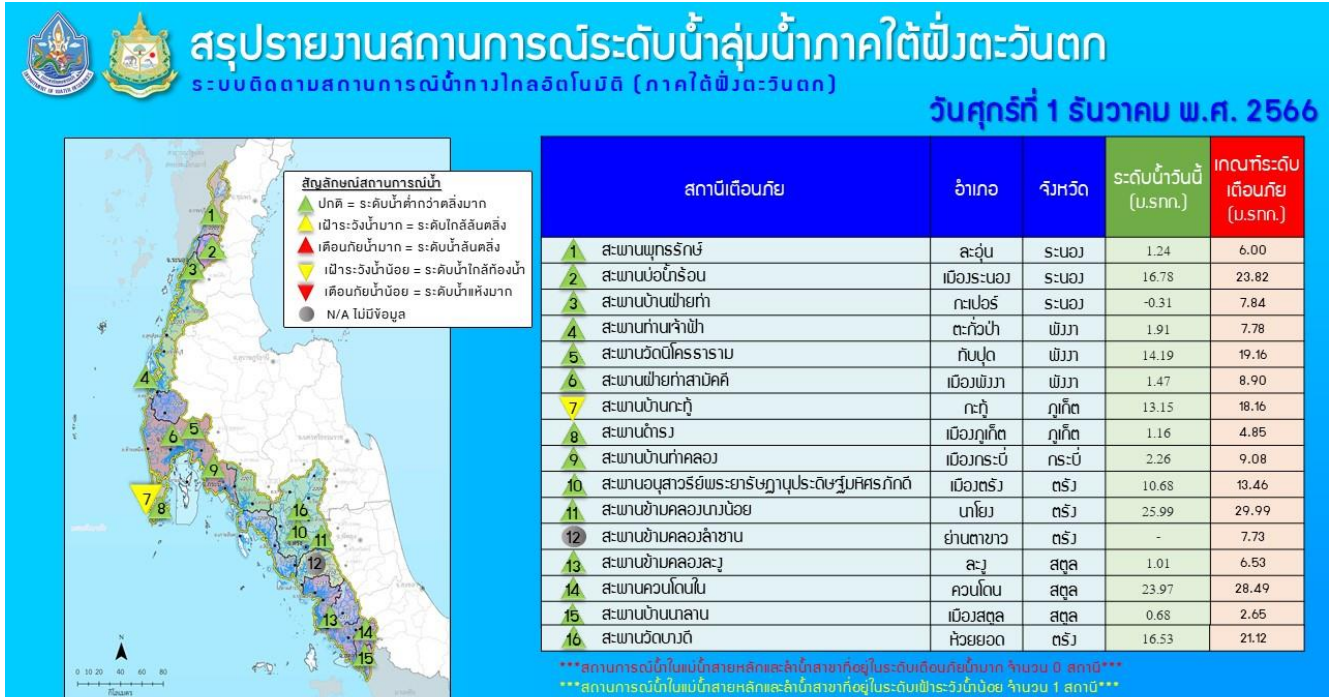 สรุปรายงานสถานการณ์ระดับน้ำลุ่มน้ำภาคใต้ฝั่งตะวันตก
ระบบติดตามสถานการณ์น้ำทางไกลอัตโนมัติ (ภาคใต้ฝั่งตะวันตก)
วันศุกร์ที่ 1 ธันวาคม พ.ศ. 2566
สัญลักษณ์สถานการณ์น้ำ
ปกติ = ระดับน้ำต่ำกว่าตลิ่งมาก
เฝ้าระวังน้ำมาก = ระดับใกล้ล้นตลิ่ง
เตือนภัยน้ำมาก = ระดับน้ำล้นตลิ่ง
เฝ้าระวังน้ำน้อย = ระดับน้ำใกล้ท้องน้ำ
เตือนภัยน้ำน้อย = ระดับน้ำแห้งมาก
N/A ไม่มีข้อมูล
1
2
3
4
5
6
7
8
9
16
10
11
12
13
14
15
N
0 10 20 40 60 80
กิโลเมตร
สถานีเตือนภัย อำเภอ จังหวัด ระดับน้ำวันนี้ (ม.รทก.) เกณฑ์ระดับเตือนภัย (ม.รทก.)
1 สะพานพุทธรักษ์ ละอุ่น ระนอง 1.24 6.00
2 สะพานบ่อน้ำร้อน เมืองระนอง ระนอง 16.78 23.82
3 สะพานบ้านฝ่ายท่า กะเปอร์ ระนอง -0.31 7.84
4 สะพานท่านเจ้าฟ้า ตะกั่วป่า พังงา 1.91 7.78
5 สะพานวัดนิโครธาราม ทับปุด พังงา 14.19 19.16
6 สะพานฝ่ายท่าสามัคคี เมืองพังงา พังงา 1.47 8.90
7 สะพานบ้านกะทู้ กะทู้ ภูเก็ต 13.15 18.16
8 สะพานดำรง เมืองภูเก็ต ภูเก็ต 1.16 4.85
9 สะพานบ้านท่าคลอง เมืองกระบี่ กระบี่ 2.26 9.08
10 สะพานอนุสาวรีย์พระยารัษฎานุประดิษฐ์มหิศรภักดี เมืองตรัง ตรัง 10.68 13.46
11 สะพานข้ามคลองนางน้อย นาโยง ตรัง 25.99 29.99
12 สะพานข้ามคลองลำชาน ย่านตาขาว ตรัง - 7.73
13 สะพานข้ามคลองละงู ละงู สตูล 1.01 6.53
14 สะพานควนโดนใน ควนโดน สตูล 23.97 28.49
15 สะพานบ้านนาลาน เมืองสตูล สตูล 0.68 2.65
16 สะพานวัดบางดี ห้วยยอด ตรัง 16.53 21.12
***สถานการณ์น้ำในแม่น้ำสายหลักและลำน้ำสาขาที่อยู่ในระดับเตือนภัยน้ำมาก จำนวน 0 สถานี***
***สถานการณ์น้ำในแม่น้ำสายหลักและลำน้ำสาขาที่อยู่ในระดับเฝ้าระวังน้ำน้อย จำนวน 1 สถานี***